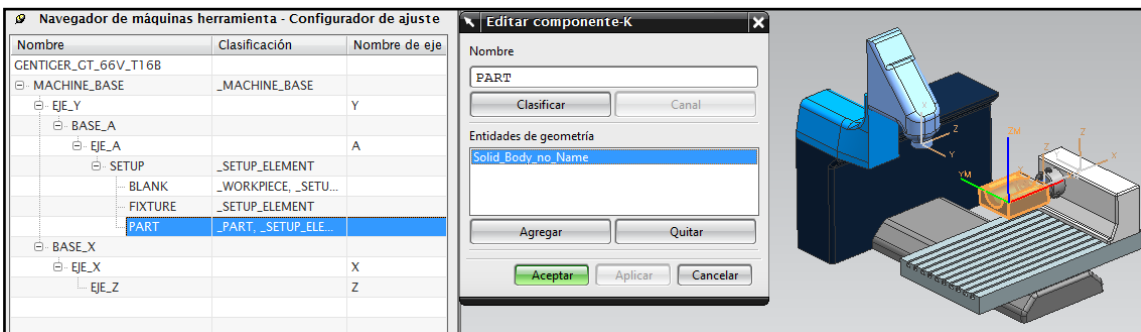 Navegador de máquinas herramienta - Configurador de ajuste
Nombre Clasificación Nombre de eje
GENTIGER_GT_66V_T16B
MACHINE_BASE _MACHINE_BASE
EJE_Y Y
BASE_A
EJE_A A
SETUP _SETUP_ELEMENT
BLANK _WORKPIECE, _SETU...
FIXTURE _SETUP_ELEMENT
PART _PART, _SETUP_ELE...
BASE_X
EJE_X X
EJE_Z Z
Editar componente-K
Nombre
PART
Clasificar Canal
Entidades de geometría
Solid_Body_no_Name
Agregar Quitar
Aceptar Aplicar Cancelar
X
Z
Y
ZM
Z
Z
X
YM